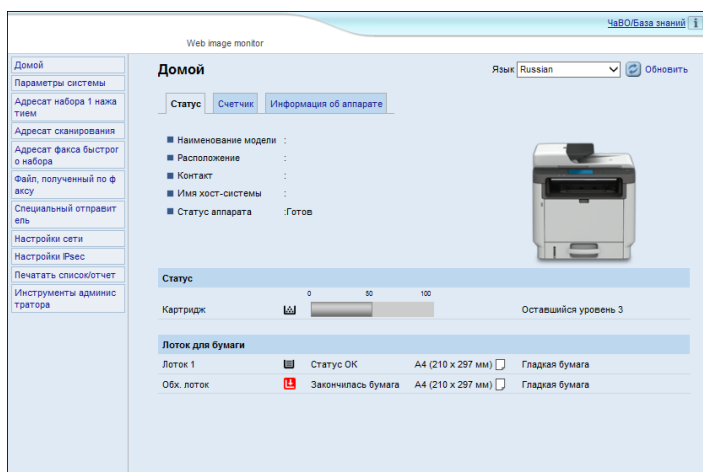 ЧаВО/База знаний
Web image monitor
Домой
Параметры системы
Адресат набора 1 нажа
тием
Адресат сканирования
Адресат факса быстрог
о набора
Файл, полученный по ф
аксу
Специальный отправит
ель
Настройки сети
Настройки IPsec
Печатать список/отчет
Инструменты админис
тратора
Домой
Язык Russian Обновить
Статус Счетчик Информация об аппарате
Наименование модели :
Расположение :
Контакт :
Имя хост-системы :
Статус аппарата :Готов
Статус
0 50 100
Картридж Оставшийся уровень 3
Лоток для бумаги
Лоток 1 Статус OК A4 (210 x 297 мм) Гладкая бумага
Обх. лоток Закончилась бумага A4 (210 x 297 мм) Гладкая бумага